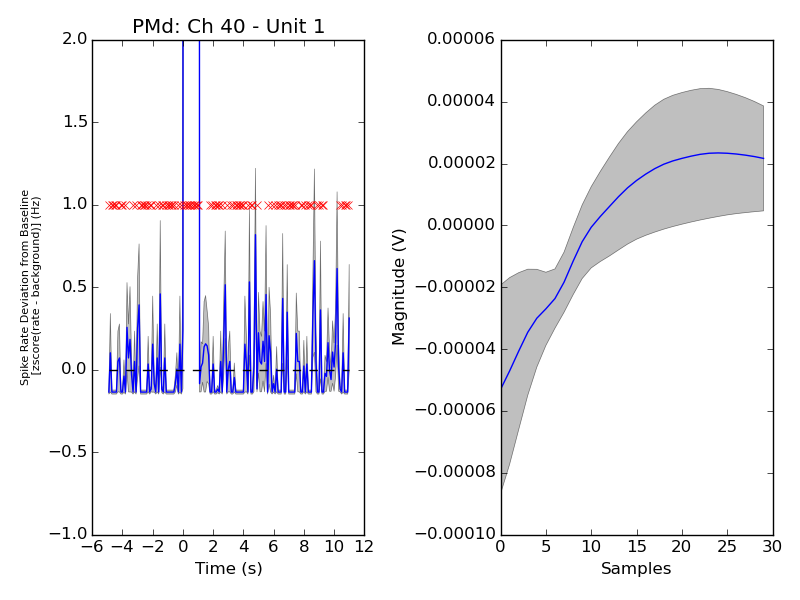 PMd: Ch 40 - Unit 1
Spike Rate Deviation from Baseline
[zscore(rate - background)] (Hz)
2.0
1.5
1.0
0.5
0.0
−0.5
−1.0
−6 −4 −2 0 2 4 6 8 10 12
Time (s)
Magnitude (V)
0.00006
0.00004
0.00002
0.00000
−0.00002
−0.00004
−0.00006
−0.00008
−0.00010
0 5 10 15 20 25 30
Samples